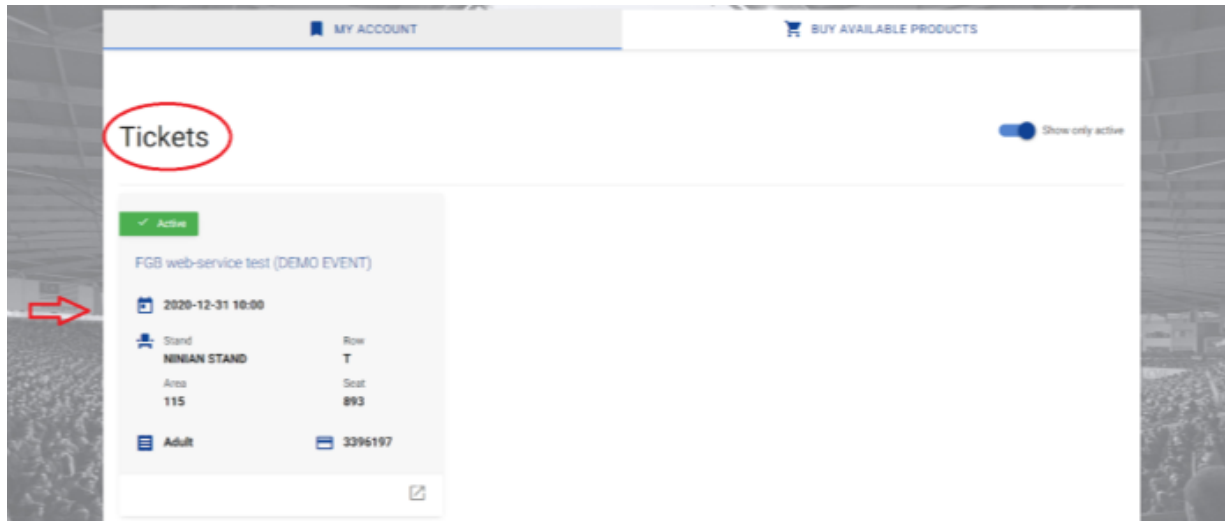 MY ACCOUNT
BUY AVAILABLE PRODUCTS
Tickets
Show only active
Active
FGB web-service test (DEMO EVENT)
2020-12-31 10:00
Stand Row
NINIAN STAND T
Area Seat
115 893
Adult 3396197